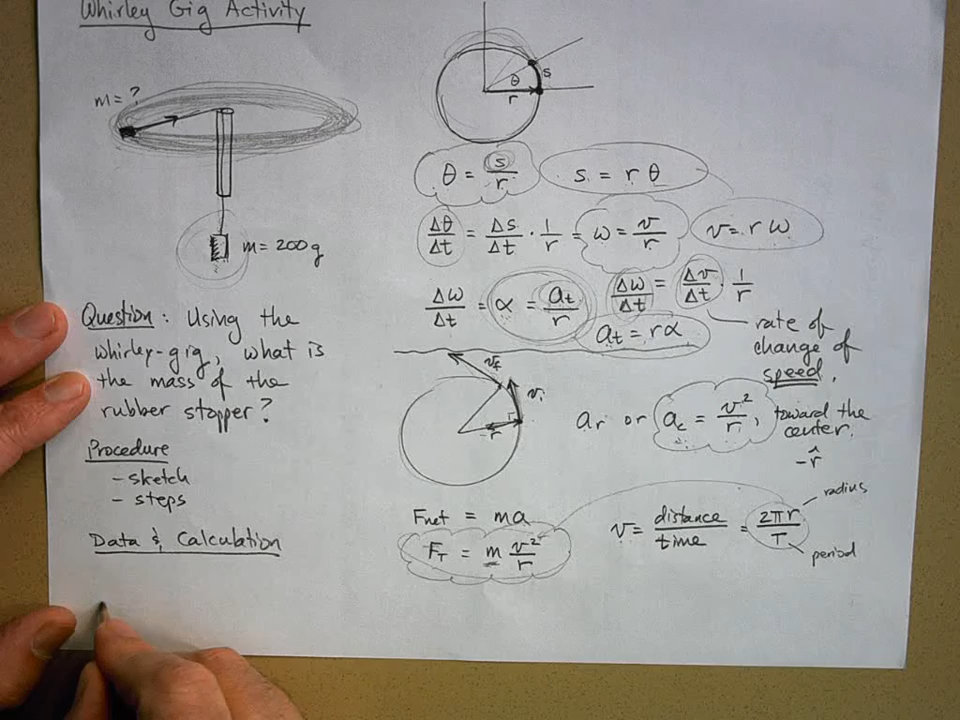 Whirley Gig Activity
m = ?
m = 200g
Question: Using the
whirley-gig, what is
the mass of the
rubber stopper?
Procedure
- sketch
- steps
Data & Calculation
θ
s
r
θ = s/r
s = r θ
Δθ/Δt = Δs/Δt · 1/r = ω = v/r
v = r ω
Δω/Δt = α = at/r
Δω/Δt = Δv/Δt · 1/r
at = rα
rate of
change of
speed.
vf
vi
r
ar or ac = v²/r, toward the
center.
-r̂
Fnet = ma
FT = m v²/r
v = distance/time = 2πr/T
radius
period